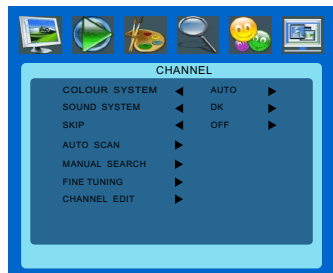 CHANNEL
COLOUR SYSTEM ◀ AUTO ▶
SOUND SYSTEM ◀ DK ▶
SKIP ◀ OFF ▶
AUTO SCAN ▶
MANUAL SEARCH ▶
FINE TUNING ▶
CHANNEL EDIT ▶